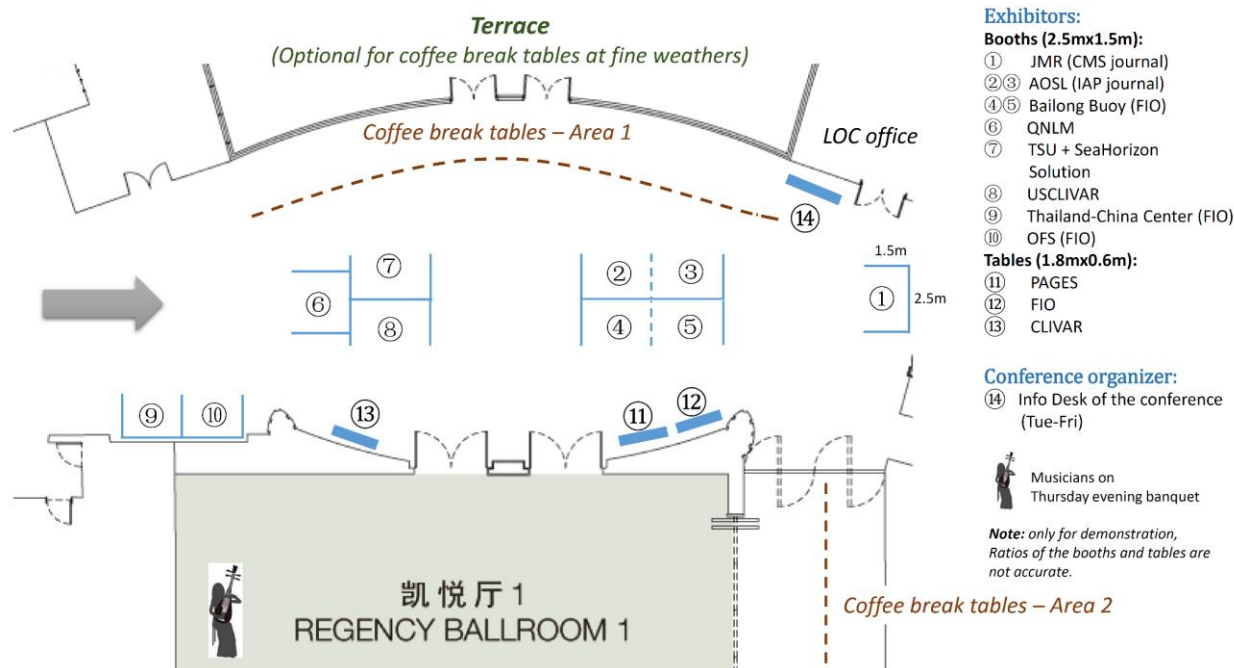 Terrace
(Optional for coffee break tables at fine weathers)
Coffee break tables – Area 1
LOC office
⑭
⑦
②
③
1.5m
⑥
①
2.5m
⑧
④
⑤
⑨
⑩
⑬
⑪
⑫
凯悦厅 1
REGENCY BALLROOM 1
Coffee break tables – Area 2
Exhibitors:
Booths (2.5mx1.5m):
① JMR (CMS journal)
②③ AOSL (IAP journal)
④⑤ Bailong Buoy (FIO)
⑥ QNLM
⑦ TSU + SeaHorizon
Solution
⑧ USCLIVAR
⑨ Thailand-China Center (FIO)
⑩ OFS (FIO)
Tables (1.8mx0.6m):
⑪ PAGES
⑫ FIO
⑬ CLIVAR
Conference organizer:
⑭ Info Desk of the conference
(Tue-Fri)
Musicians on
Thursday evening banquet
Note: only for demonstration,
Ratios of the booths and tables are
not accurate.